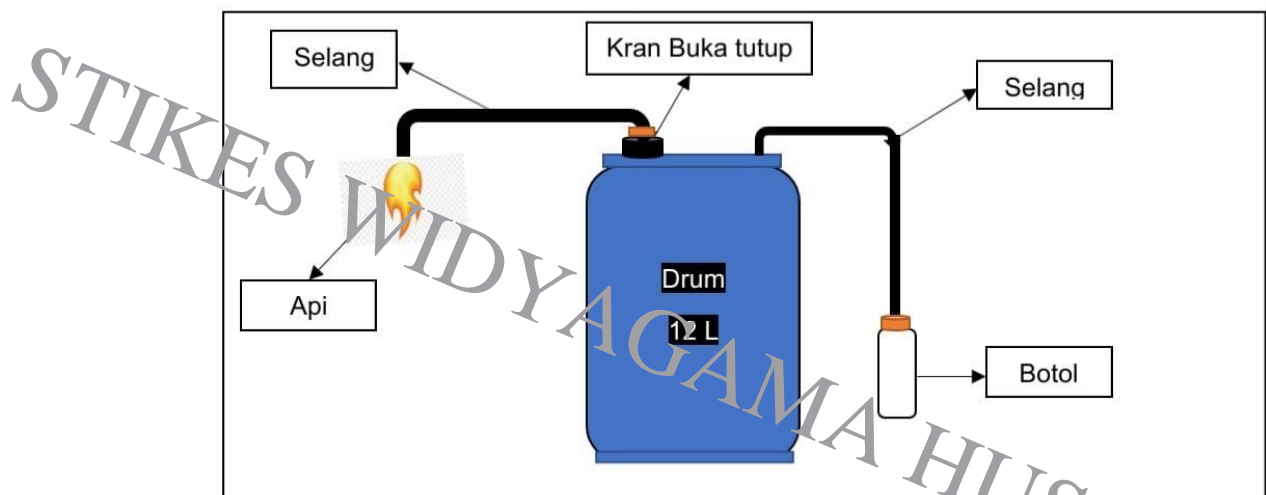 Selang
Kran Buka tutup
Selang
Api
Drum
12 L
Botol
STIKES WIDYAGAMA HUS